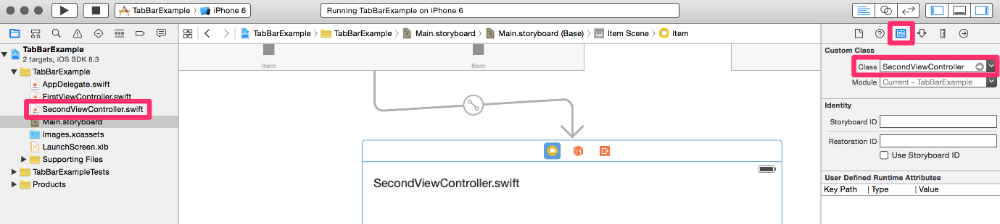 TabBarExample iPhone 6
Running TabBarExample on iPhone 6
TabBarExample TabBarExample Main.storyboard Main.storyboard (Base) Item Scene Item
TabBarExample
2 targets, iOS SDK 8.3
TabBarExample
AppDelegate.swift
FirstViewController.swift
SecondViewController.swift
Main.storyboard
Images.xcassets
LaunchScreen.xib
Supporting Files
TabBarExampleTests
Products
Item Item
SecondViewController.swift
Custom Class
Class SecondViewController
Module Current – TabBarExample
Identity
Storyboard ID
Restoration ID
Use Storyboard ID
User Defined Runtime Attributes
Key Path Type Value